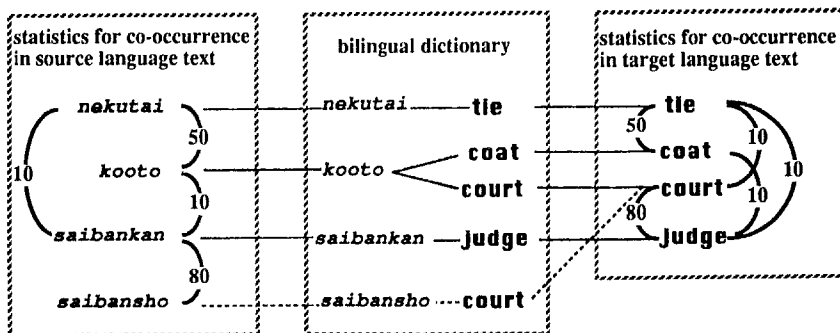 statistics for co-occurrence
in source language text
nekutai
50
kooto
10
10
saibankan
80
saibansho
bilingual dictionary
nekutai tie
kooto coat
court
saibankan judge
saibansho court
statistics for co-occurrence
in target language text
tie
50
10
coat
10
court
10
80
judge